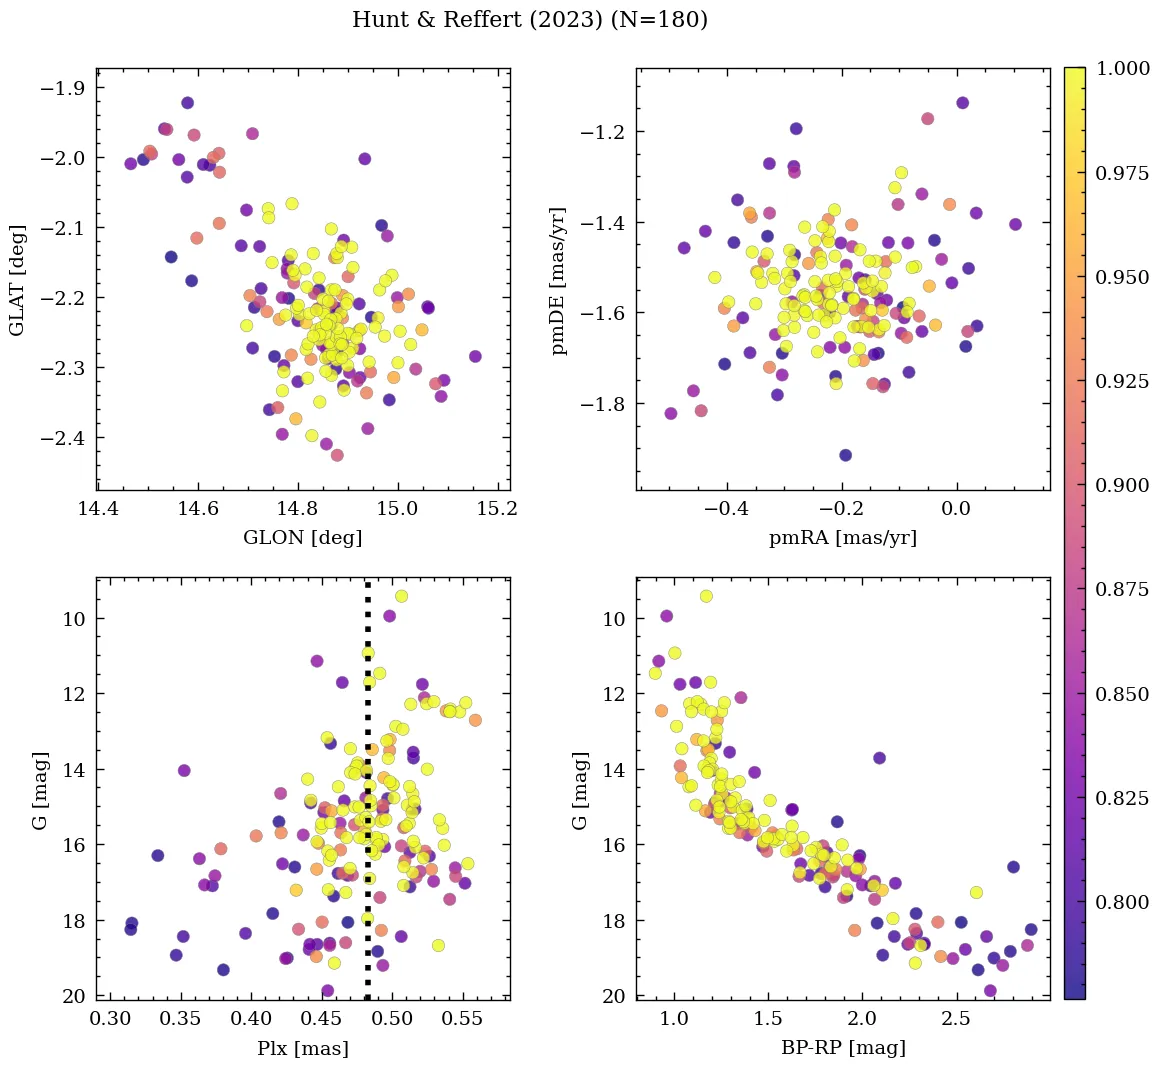 Hunt & Reffert (2023) (N=180)
−1.9
−2.0
−2.1
−2.2
−2.3
−2.4
GLAT [deg]
14.4 14.6 14.8 15.0 15.2
GLON [deg]
−1.2
−1.4
−1.6
−1.8
pmDE [mas/yr]
−0.4 −0.2 0.0
pmRA [mas/yr]
10
12
14
16
18
20
G [mag]
0.30 0.35 0.40 0.45 0.50 0.55
Plx [mas]
10
12
14
16
18
20
G [mag]
1.0 1.5 2.0 2.5
BP-RP [mag]
1.000
0.975
0.950
0.925
0.900
0.875
0.850
0.825
0.800